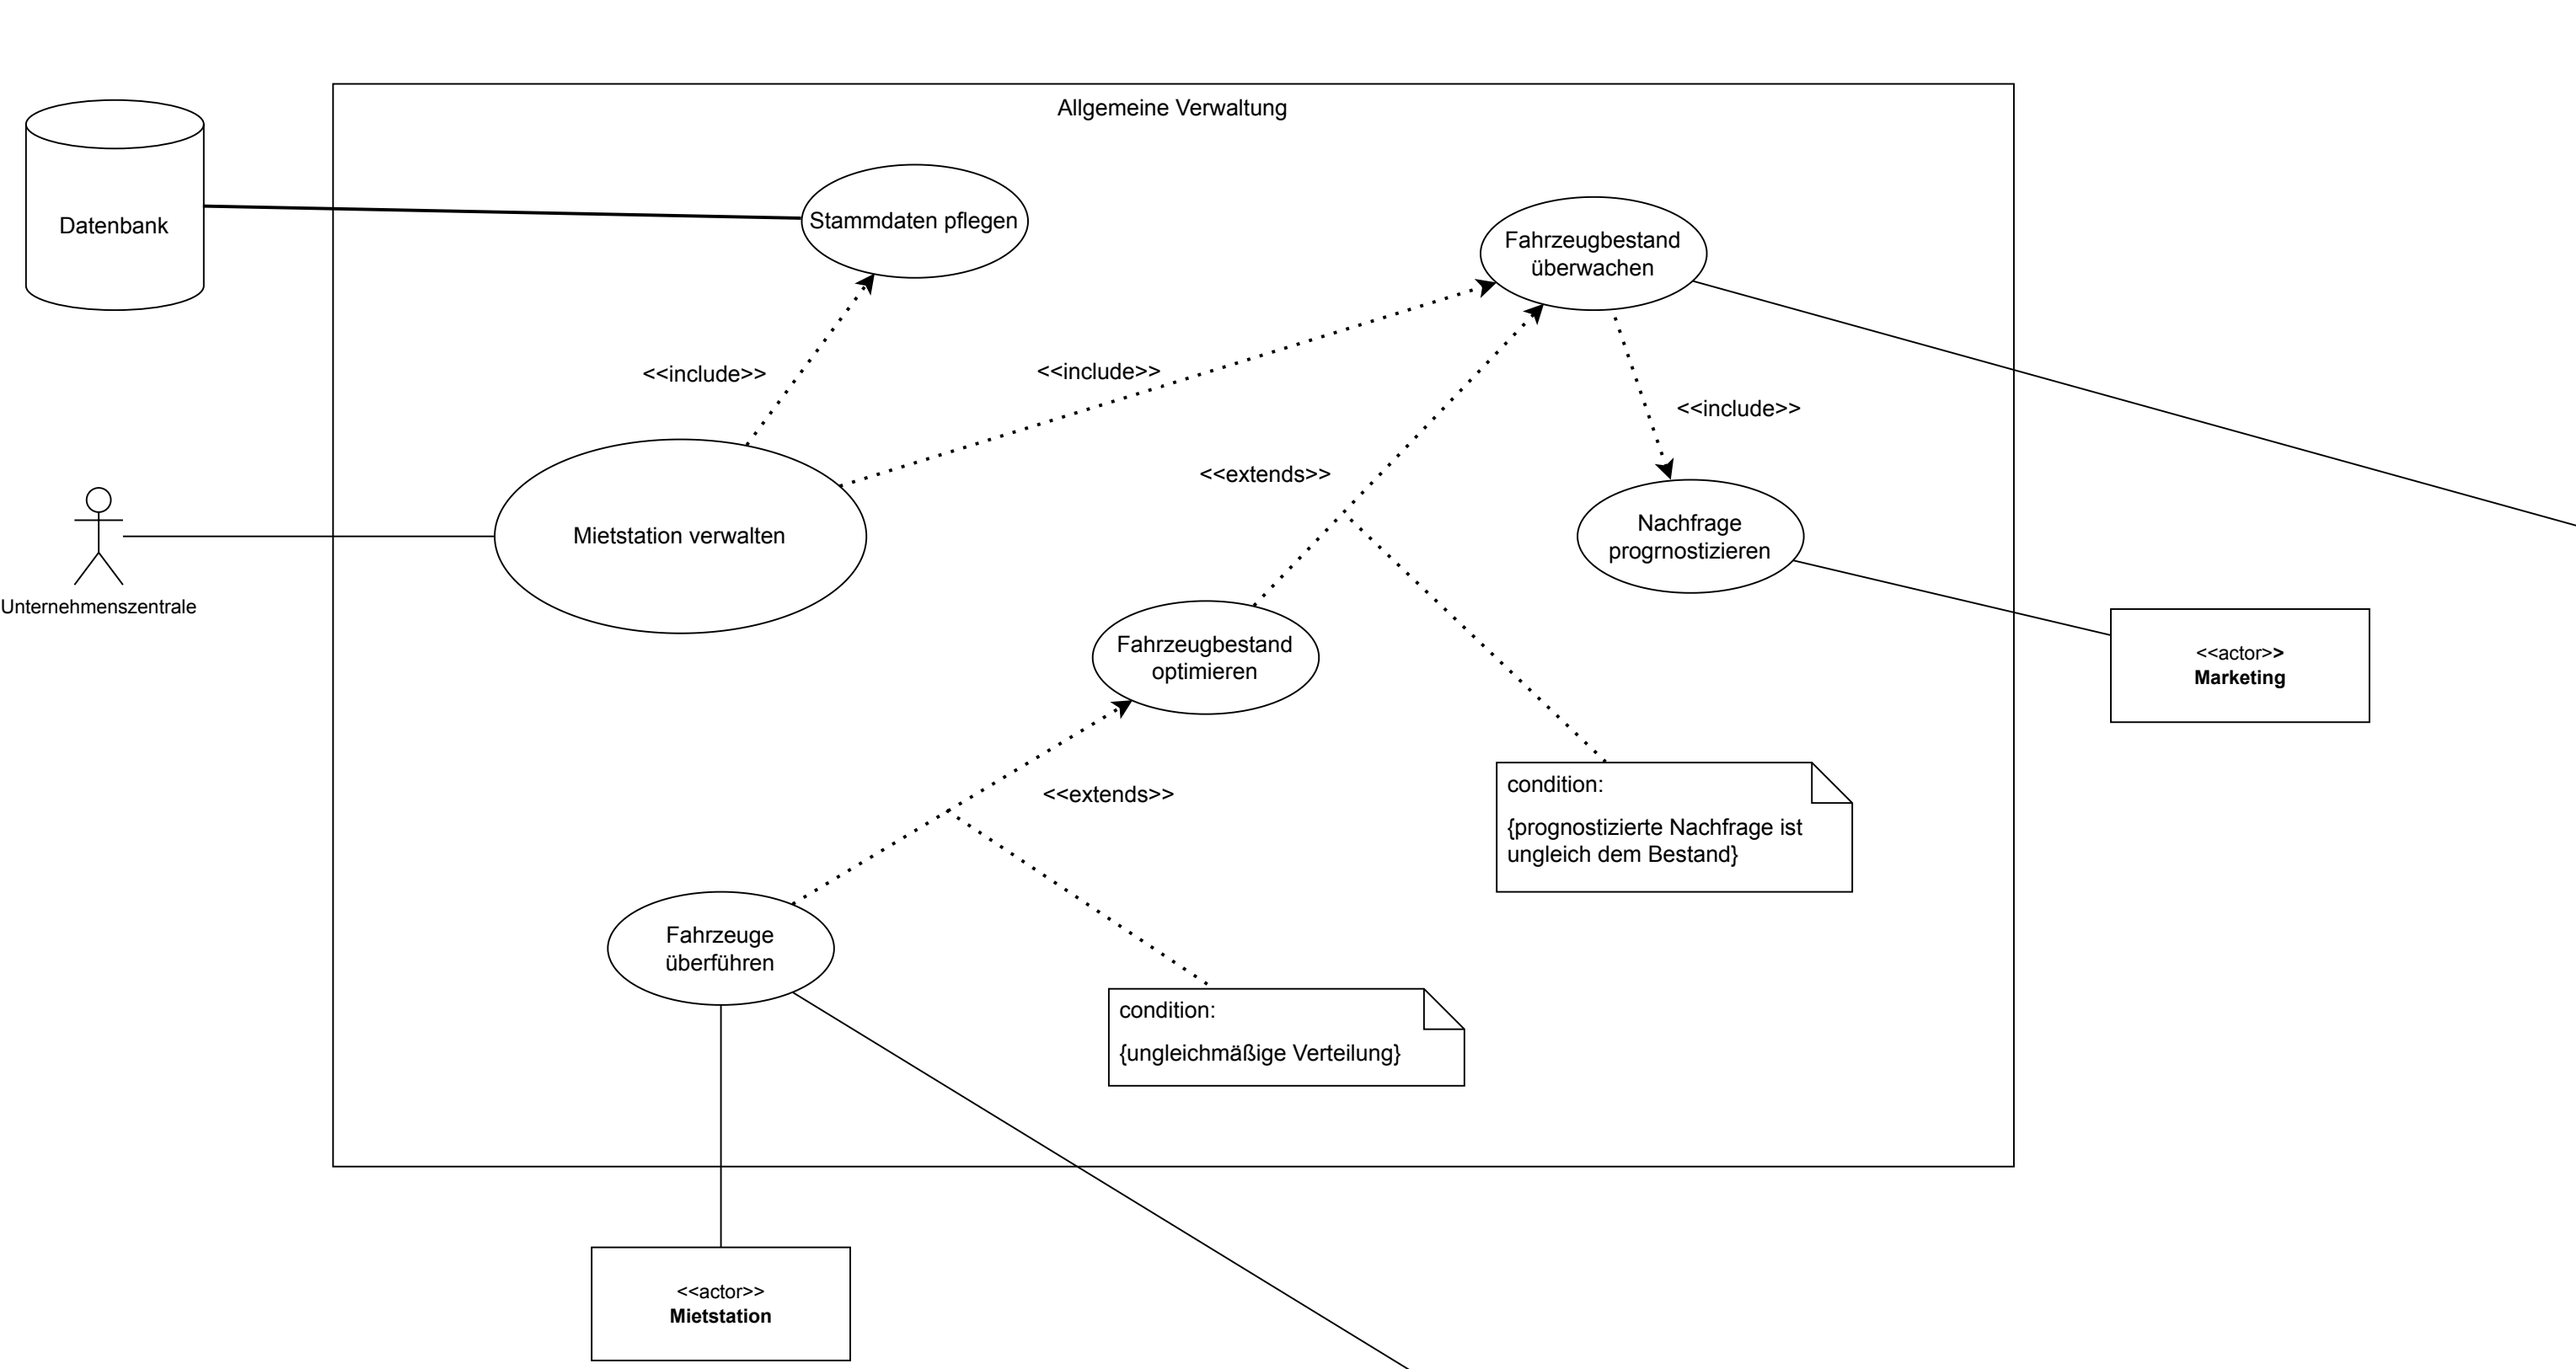 Allgemeine Verwaltung
Datenbank
Stammdaten pflegen
Fahrzeugbestand
überwachen
<<include>>
<<include>>
<<include>>
<<extends>>
Mietstation verwalten
Nachfrage
progrnostizieren
Unternehmenszentrale
Fahrzeugbestand
optimieren
<<actor>>
Marketing
<<extends>>
condition:
{prognostizierte Nachfrage ist
ungleich dem Bestand}
Fahrzeuge
überführen
condition:
{ungleichmäßige Verteilung}
<<actor>>
Mietstation